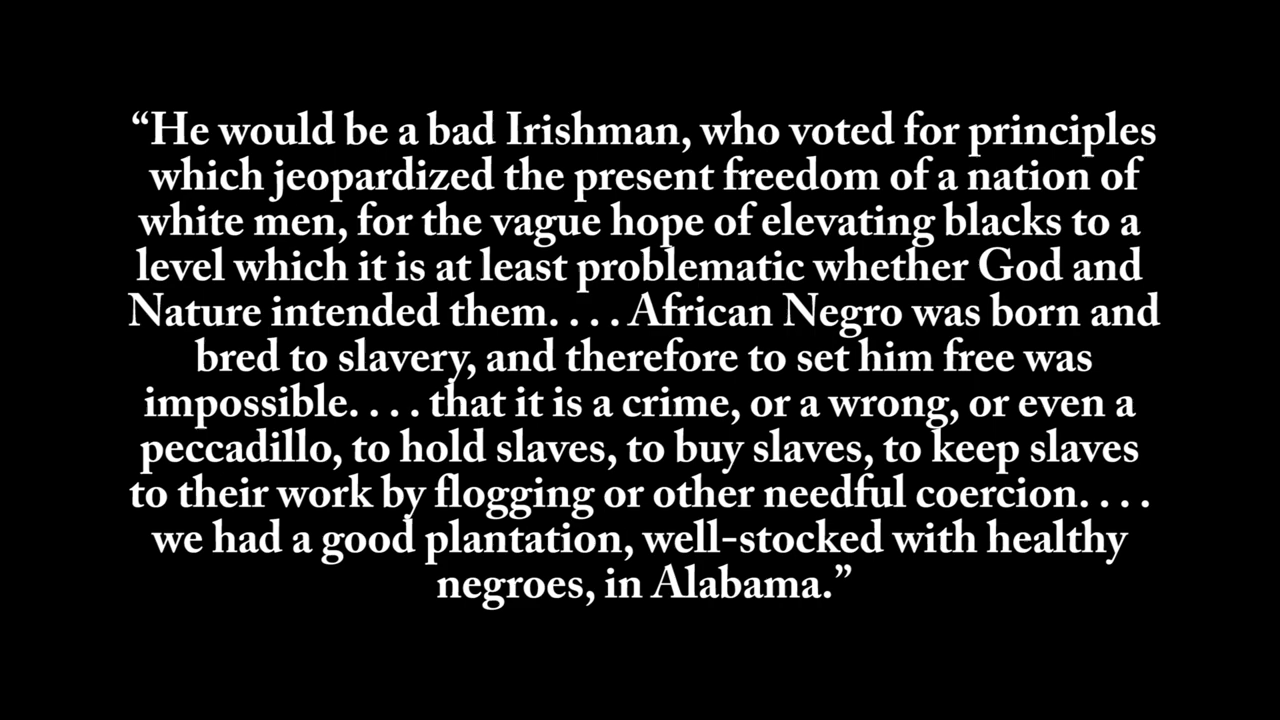 “He would be a bad Irishman, who voted for principles
which jeopardized the present freedom of a nation of
white men, for the vague hope of elevating blacks to a
level which it is at least problematic whether God and
Nature intended them. . . . African Negro was born and
bred to slavery, and therefore to set him free was
impossible. . . . that it is a crime, or a wrong, or even a
peccadillo, to hold slaves, to buy slaves, to keep slaves
to their work by flogging or other needful coercion. . . .
we had a good plantation, well-stocked with healthy
negroes, in Alabama.”